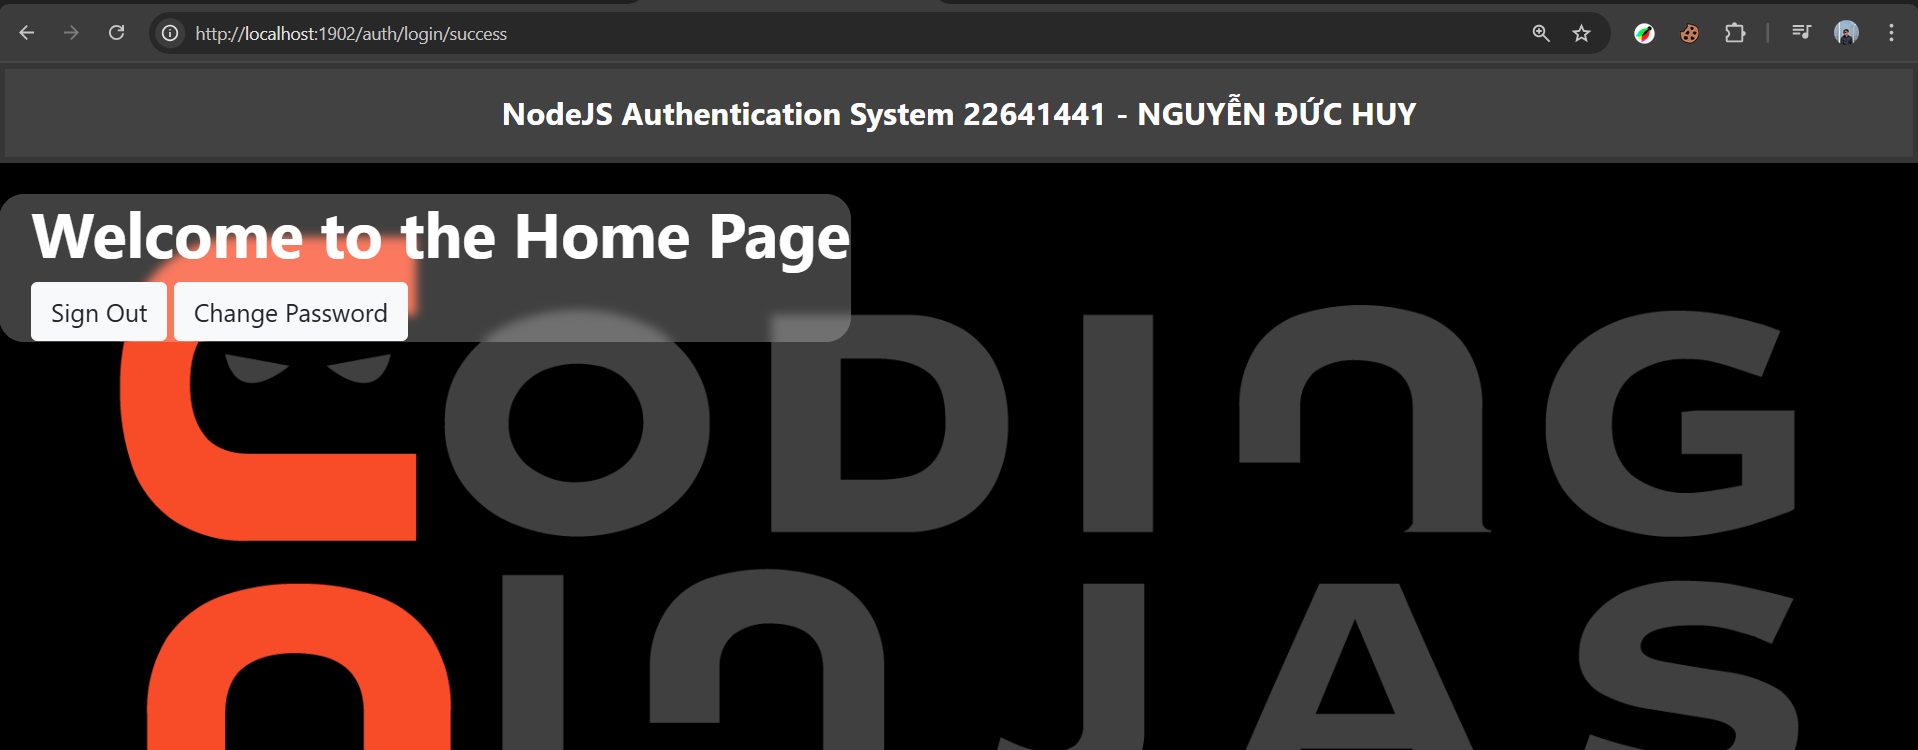 http://localhost:1902/auth/login/success
NodeJS Authentication System 22641441 - NGUYỄN ĐỨC HUY
Welcome to the Home Page
Sign Out Change Password
CODING
NINJAS